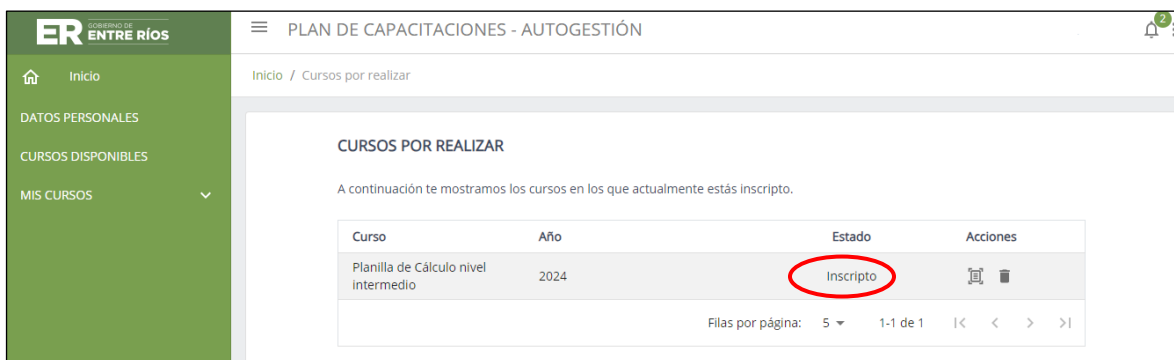 ER GOBIERNO DE ENTRE RÍOS
PLAN DE CAPACITACIONES - AUTOGESTIÓN
2
Inicio
Inicio / Cursos por realizar
DATOS PERSONALES
CURSOS DISPONIBLES
MIS CURSOS
CURSOS POR REALIZAR
A continuación te mostramos los cursos en los que actualmente estás inscripto.
Curso Año Estado Acciones
Planilla de Cálculo nivel intermedio 2024 Inscripto
Filas por página: 5 1-1 de 1